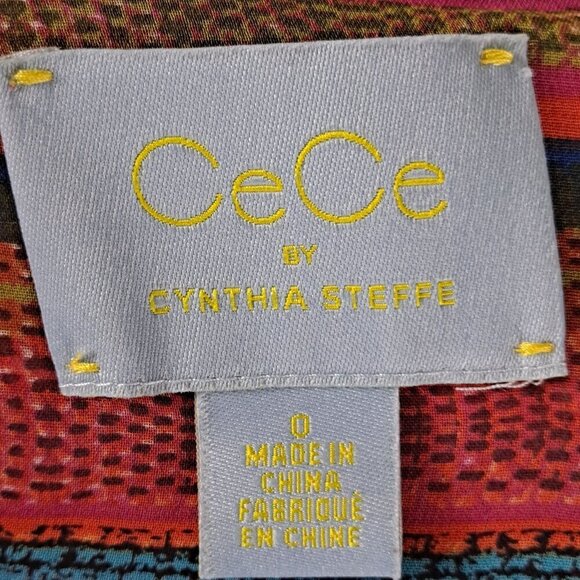 CeCe
BY
CYNTHIA STEFFE
0
MADE IN
CHINA
FABRIQUÉ
EN CHINE